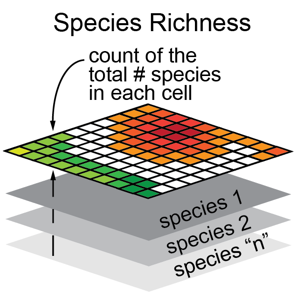 Species Richness
count of the
total # species
in each cell
species 1
species 2
species “n”